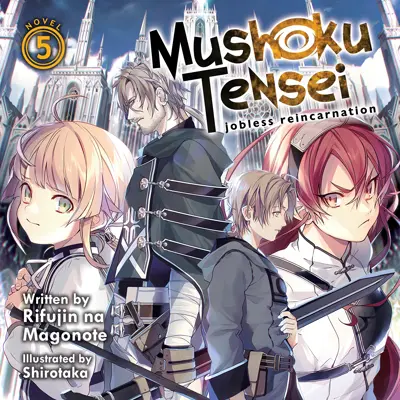 NOVEL
5
Mushoku
Tensei
jobless reincarnation
Written by
Rifujin na
Magonote
Illustrated by
Shirotaka